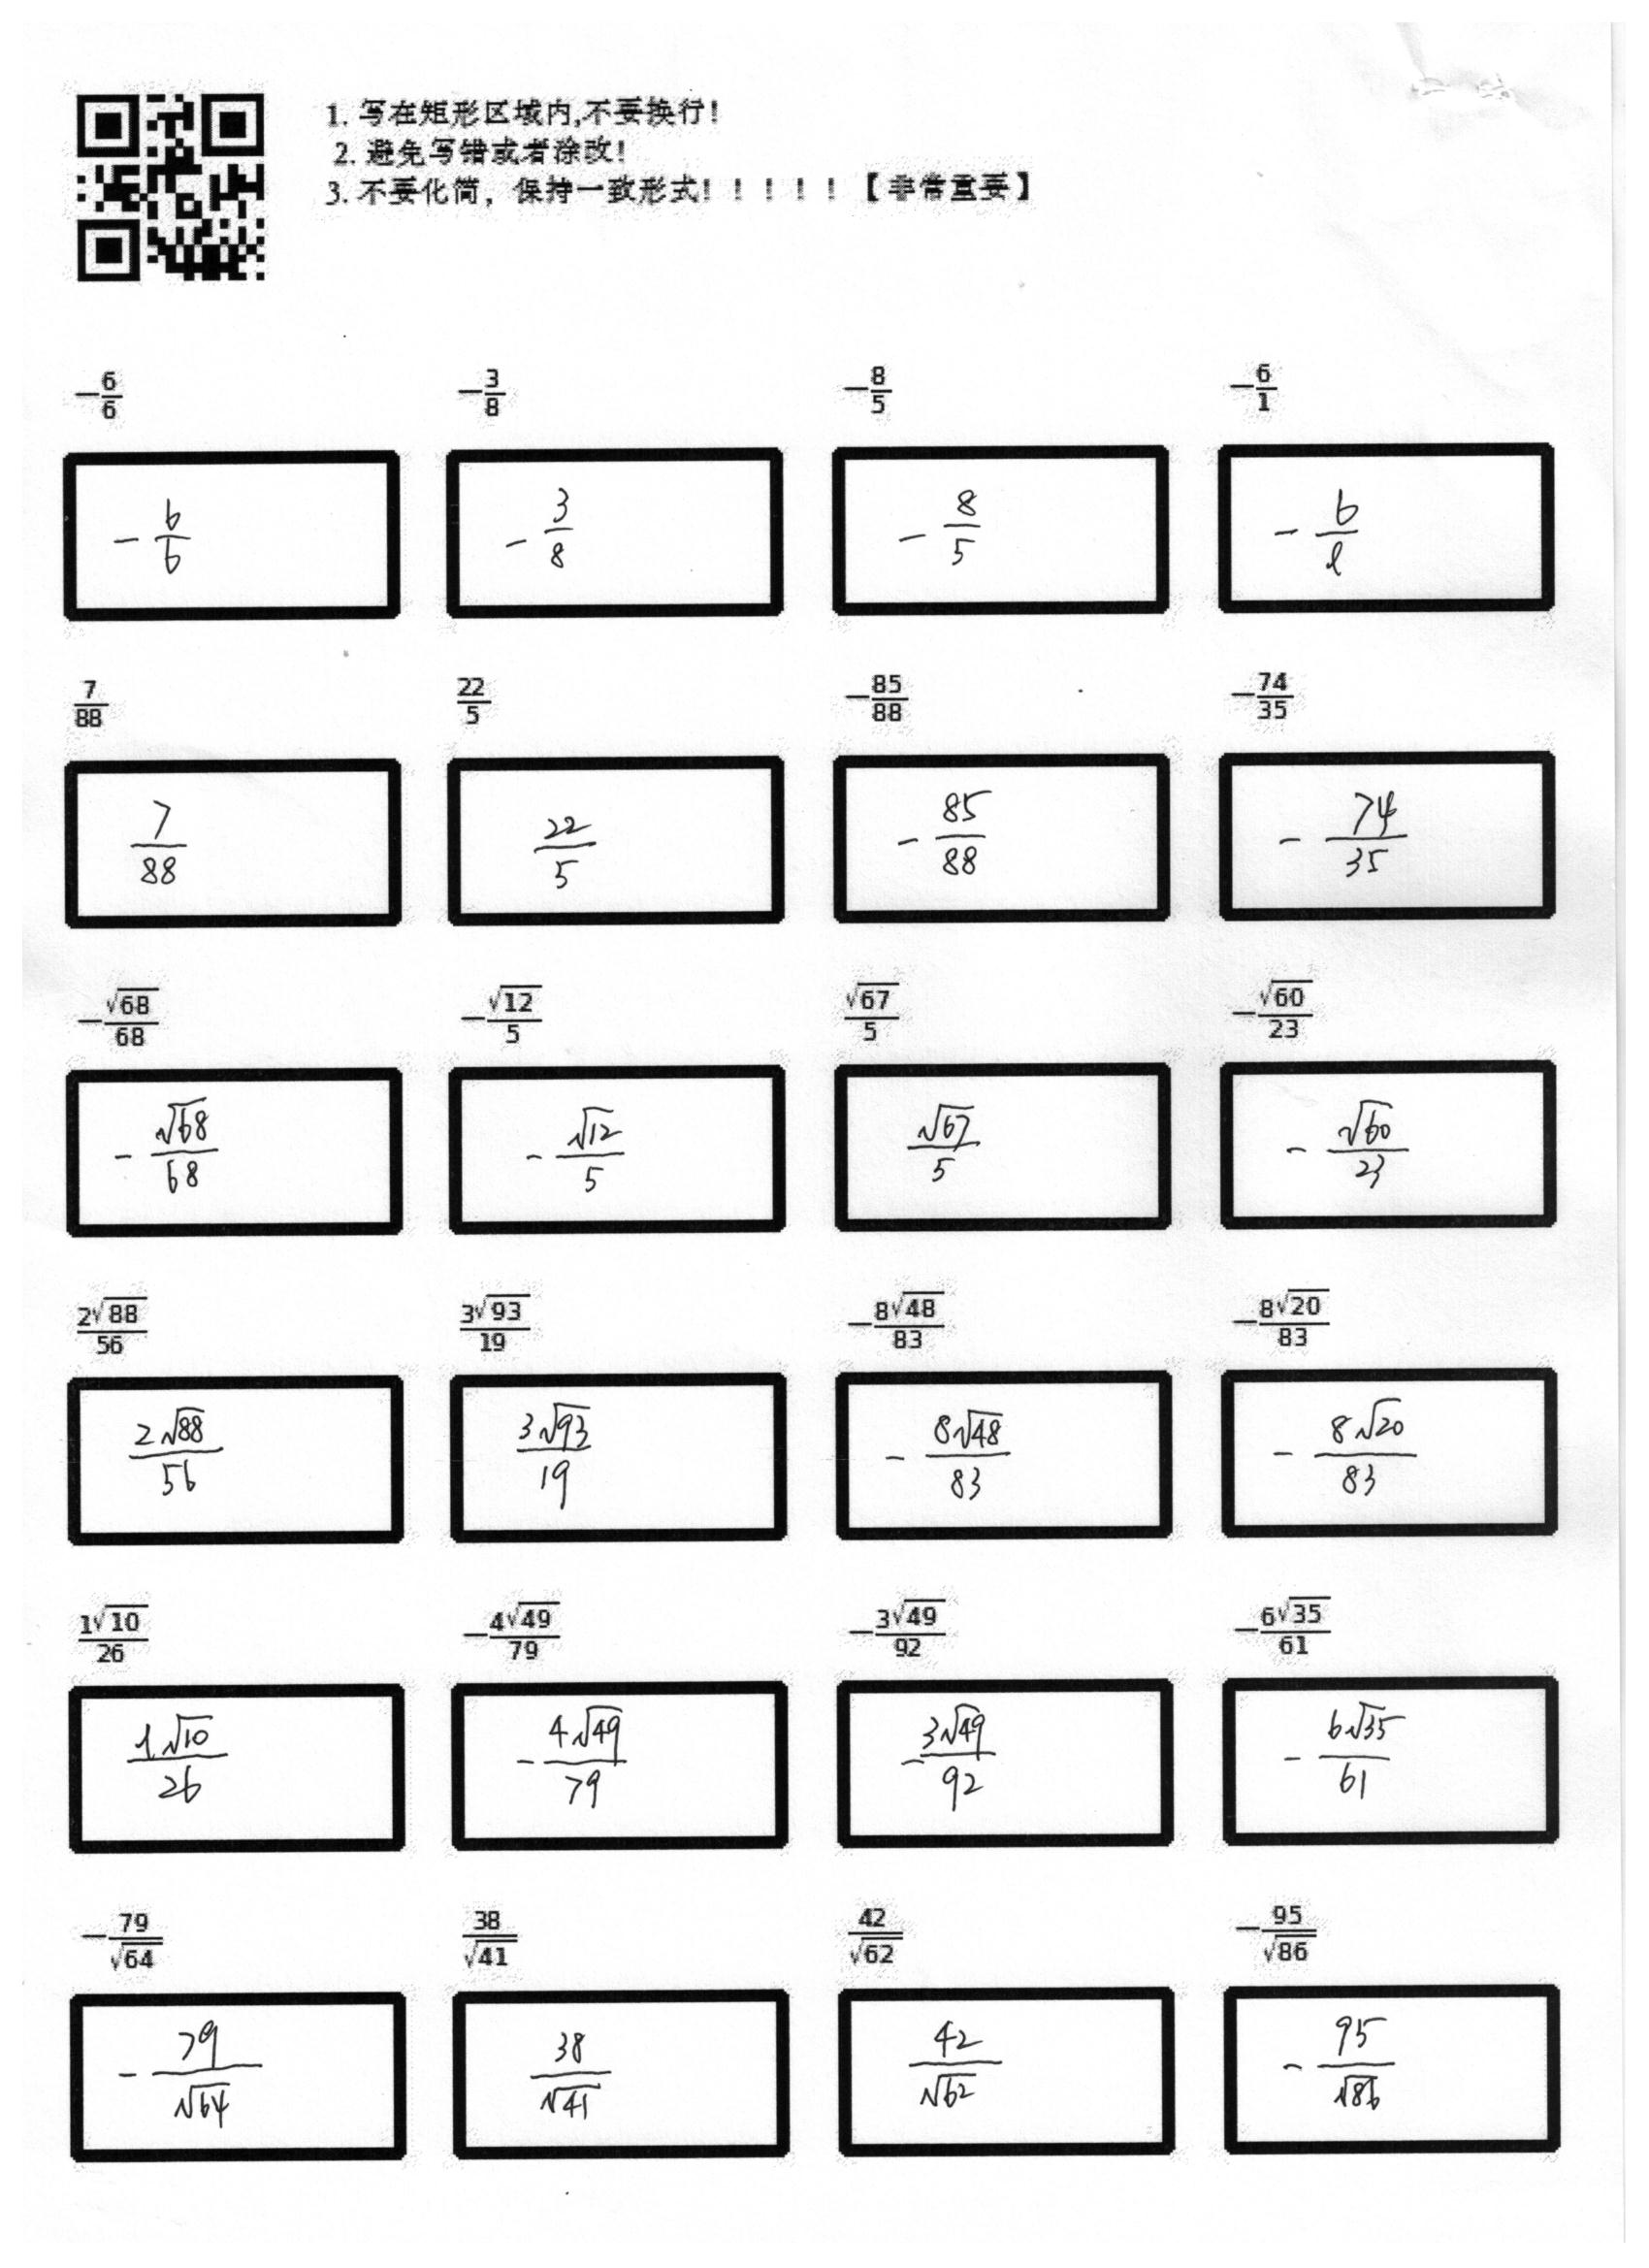 1. 写在矩形区域内,不要换行!
2. 避免写错或者涂改!
3. 不要化简，保持一致形式！！！！！【非常重要】
-\frac{6}{6} -\frac{3}{8} -\frac{8}{5} -\frac{6}{1}
-\frac{6}{6} -\frac{3}{8} -\frac{8}{5} -\frac{6}{1}
\frac{7}{88} \frac{22}{5} -\frac{85}{88} -\frac{74}{35}
\frac{7}{88} \frac{22}{5} -\frac{85}{88} -\frac{74}{35}
-\frac{\sqrt{68}}{68} -\frac{\sqrt{12}}{5} \frac{\sqrt{67}}{5} -\frac{\sqrt{60}}{23}
-\frac{\sqrt{68}}{68} -\frac{\sqrt{12}}{5} \frac{\sqrt{67}}{5} -\frac{\sqrt{60}}{23}
\frac{2\sqrt{88}}{56} \frac{3\sqrt{93}}{19} -\frac{8\sqrt{48}}{83} -\frac{8\sqrt{20}}{83}
\frac{2\sqrt{88}}{56} \frac{3\sqrt{93}}{19} -\frac{8\sqrt{48}}{83} -\frac{8\sqrt{20}}{83}
\frac{1\sqrt{10}}{26} -\frac{4\sqrt{49}}{79} -\frac{3\sqrt{49}}{92} -\frac{6\sqrt{35}}{61}
\frac{1\sqrt{10}}{26} -\frac{4\sqrt{49}}{79} -\frac{3\sqrt{49}}{92} -\frac{6\sqrt{35}}{61}
-\frac{79}{\sqrt{64}} \frac{38}{\sqrt{41}} \frac{42}{\sqrt{62}} -\frac{95}{\sqrt{86}}
-\frac{79}{\sqrt{64}} \frac{38}{\sqrt{41}} \frac{42}{\sqrt{62}} -\frac{95}{\sqrt{86}}